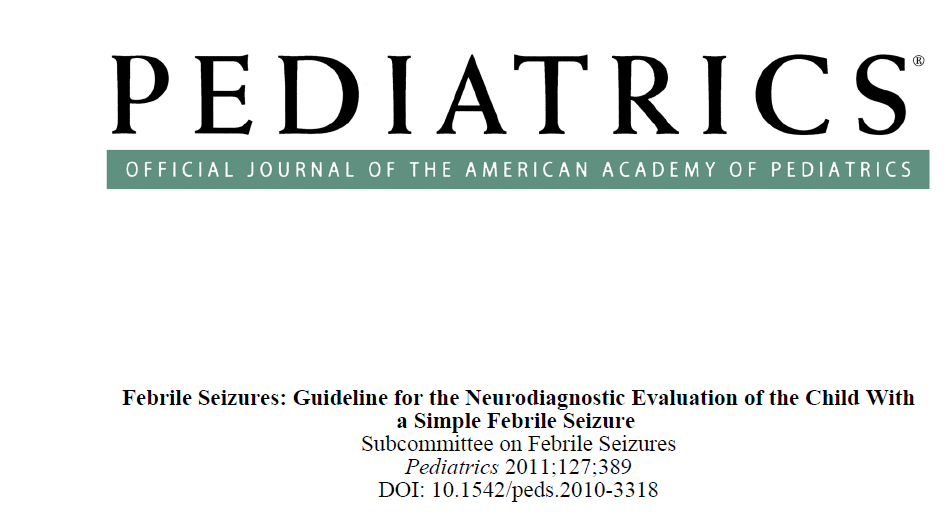 PEDIATRICS®
OFFICIAL JOURNAL OF THE AMERICAN ACADEMY OF PEDIATRICS
Febrile Seizures: Guideline for the Neurodiagnostic Evaluation of the Child With
a Simple Febrile Seizure
Subcommittee on Febrile Seizures
Pediatrics 2011;127;389
DOI: 10.1542/peds.2010-3318